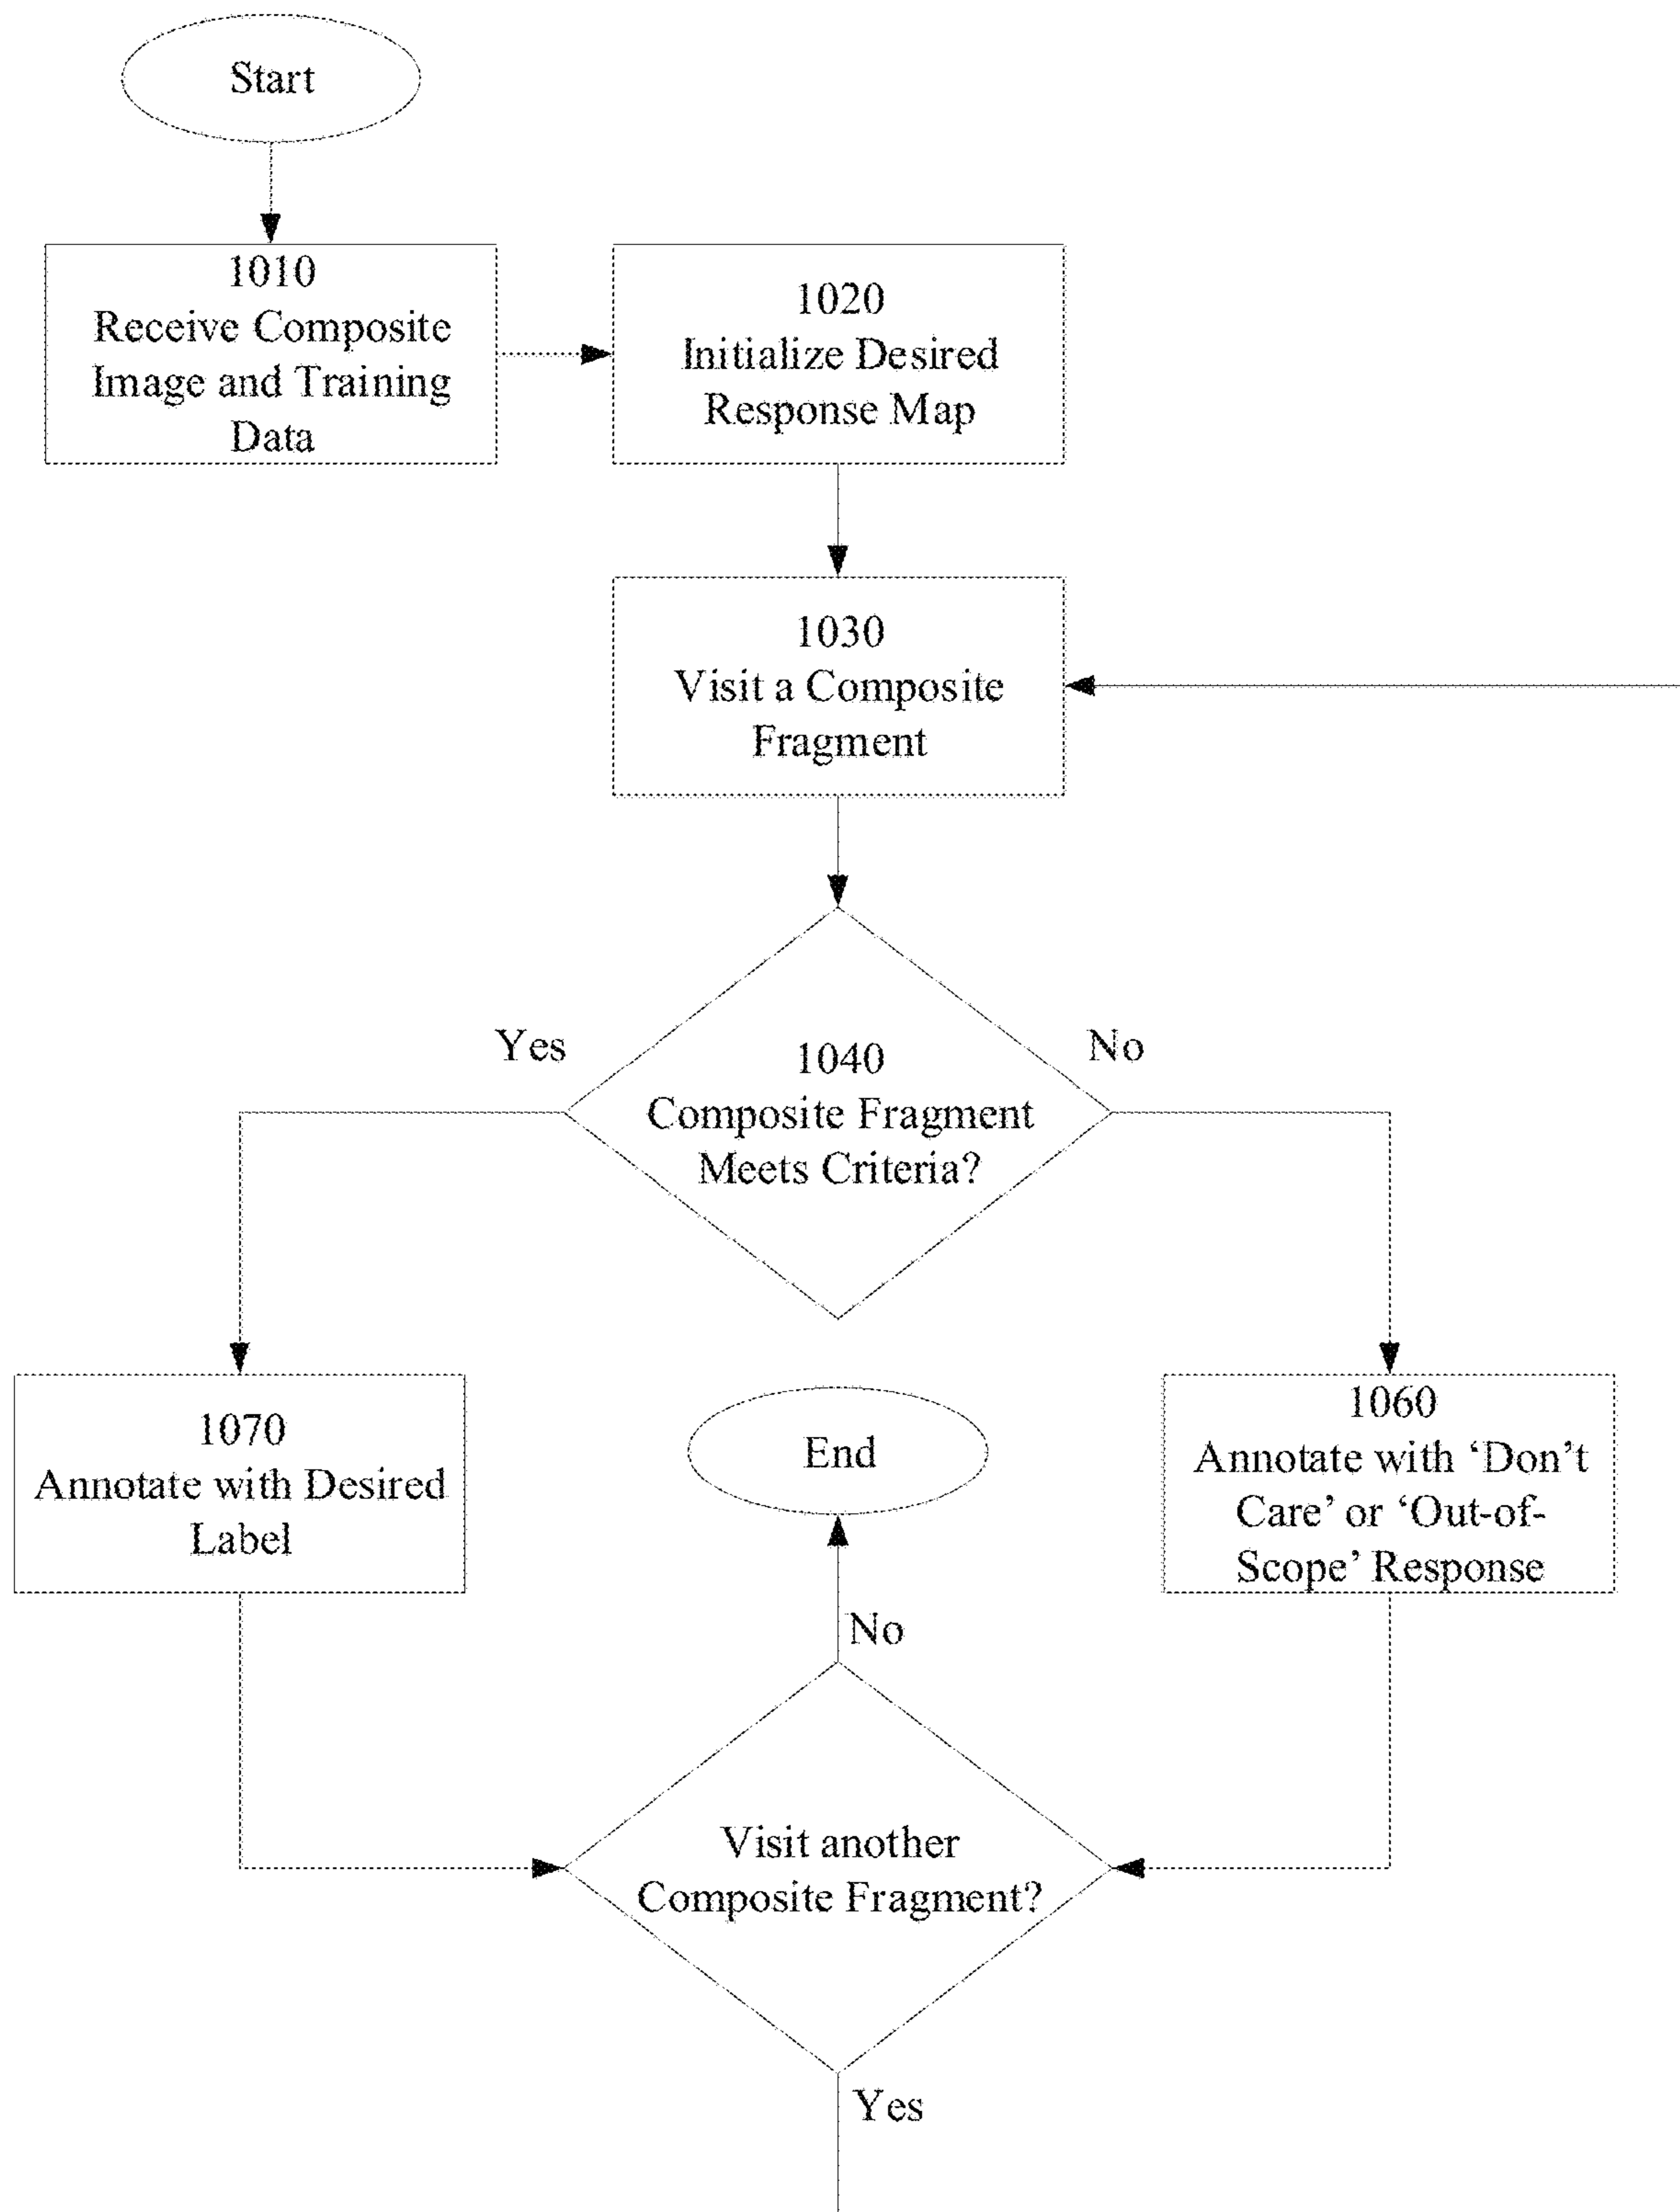 Start
1010
Receive Composite
Image and Training
Data
1020
Initialize Desired
Response Map
1030
Visit a Composite
Fragment
Yes
No
1040
Composite Fragment
Meets Criteria?
1070
Annotate with Desired
Label
End
1060
Annotate with ‘Don’t
Care’ or ‘Out-of-
Scope’ Response
No
Visit another
Composite Fragment?
Yes